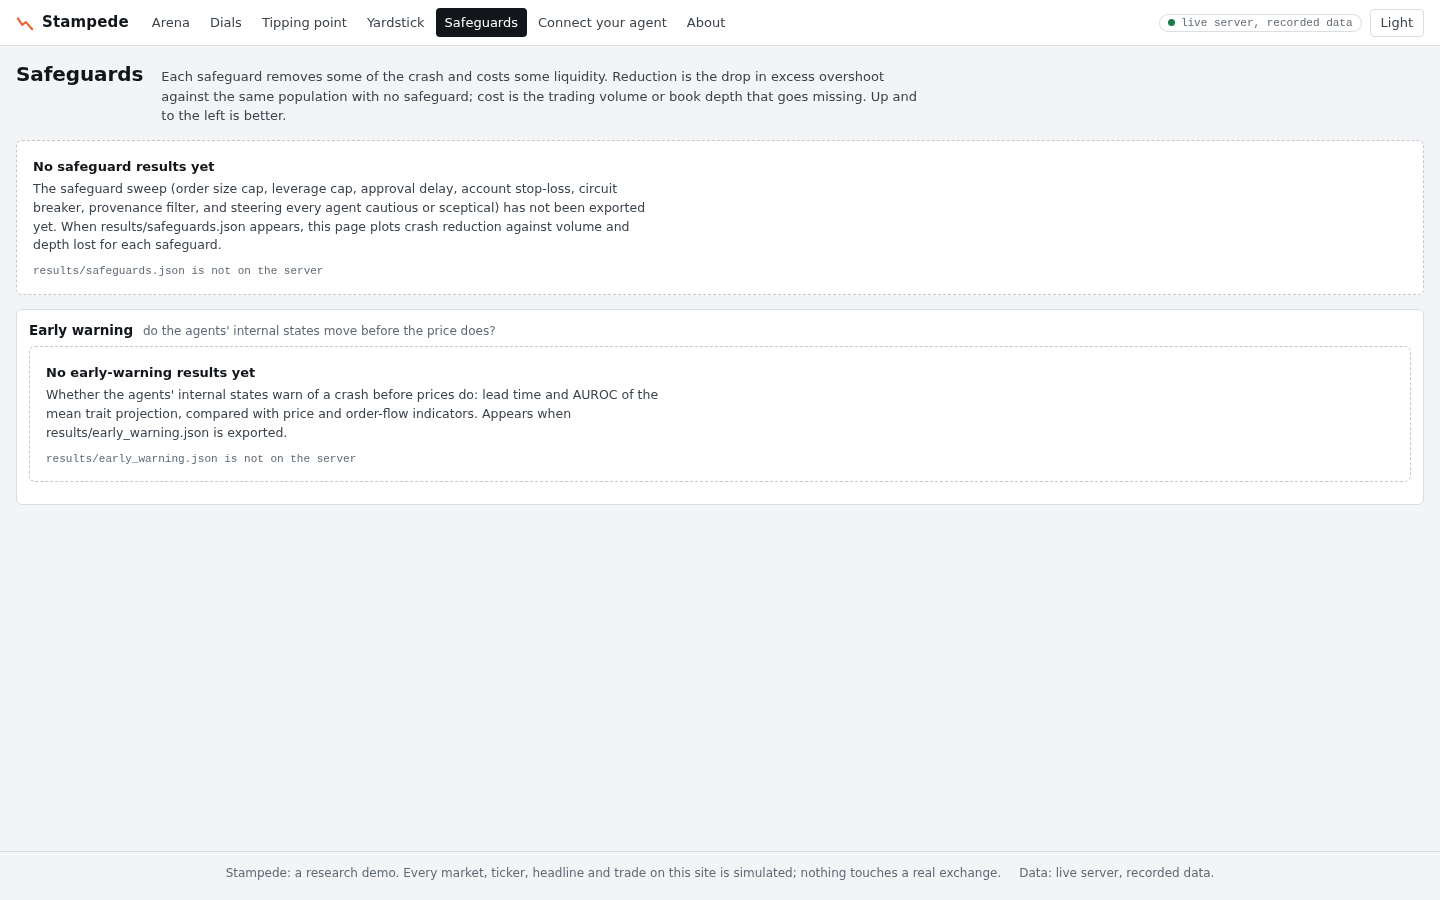 Stampede Arena Dials Tipping point Yardstick Safeguards Connect your agent About live server, recorded data Light
Safeguards
Each safeguard removes some of the crash and costs some liquidity. Reduction is the drop in excess overshoot
against the same population with no safeguard; cost is the trading volume or book depth that goes missing. Up and
to the left is better.
No safeguard results yet
The safeguard sweep (order size cap, leverage cap, approval delay, account stop-loss, circuit
breaker, provenance filter, and steering every agent cautious or sceptical) has not been exported
yet. When results/safeguards.json appears, this page plots crash reduction against volume and
depth lost for each safeguard.
results/safeguards.json is not on the server
Early warning do the agents' internal states move before the price does?
No early-warning results yet
Whether the agents' internal states warn of a crash before prices do: lead time and AUROC of the
mean trait projection, compared with price and order-flow indicators. Appears when
results/early_warning.json is exported.
results/early_warning.json is not on the server
Stampede: a research demo. Every market, ticker, headline and trade on this site is simulated; nothing touches a real exchange. Data: live server, recorded data.